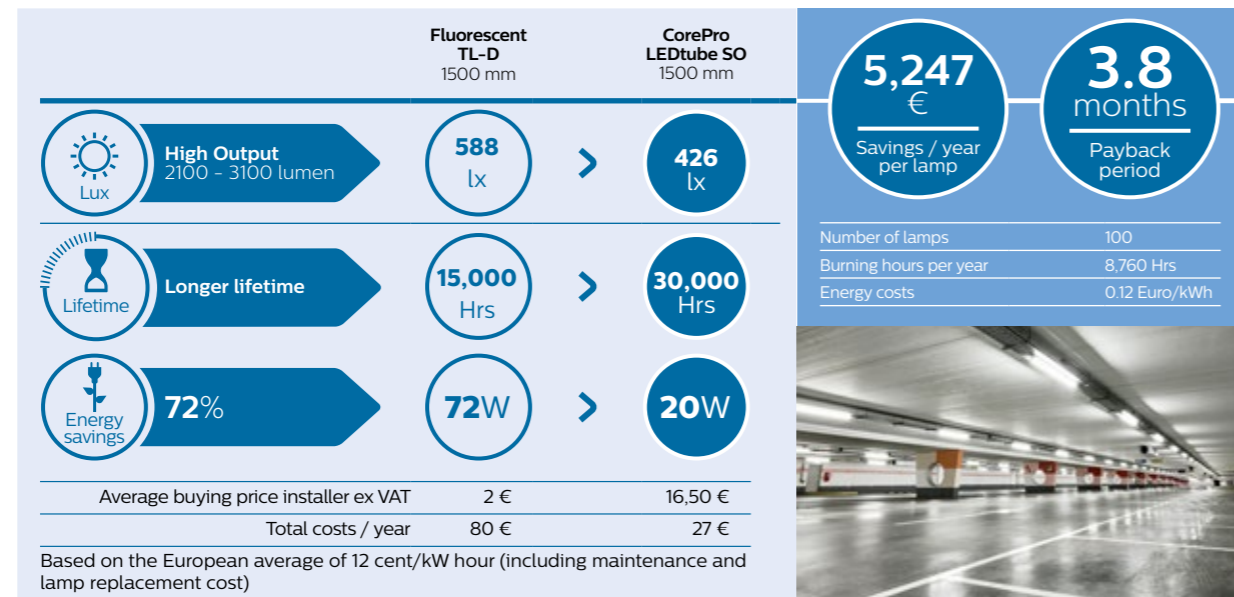 Fluorescent
TL-D
1500 mm
CorePro
LEDtube SO
1500 mm
Lux
High Output
2100 - 3100 lumen
588
lx
>
426
lx
Lifetime
Longer lifetime
15,000
Hrs
>
30,000
Hrs
Energy
savings
72%
72W
>
20W
Average buying price installer ex VAT 2 € 16,50 €
Total costs / year 80 € 27 €
Based on the European average of 12 cent/kW hour (including maintenance and
lamp replacement cost)
5,247
€
Savings / year
per lamp
3.8
months
Payback
period
Number of lamps 100
Burning hours per year 8,760 Hrs
Energy costs 0.12 Euro/kWh